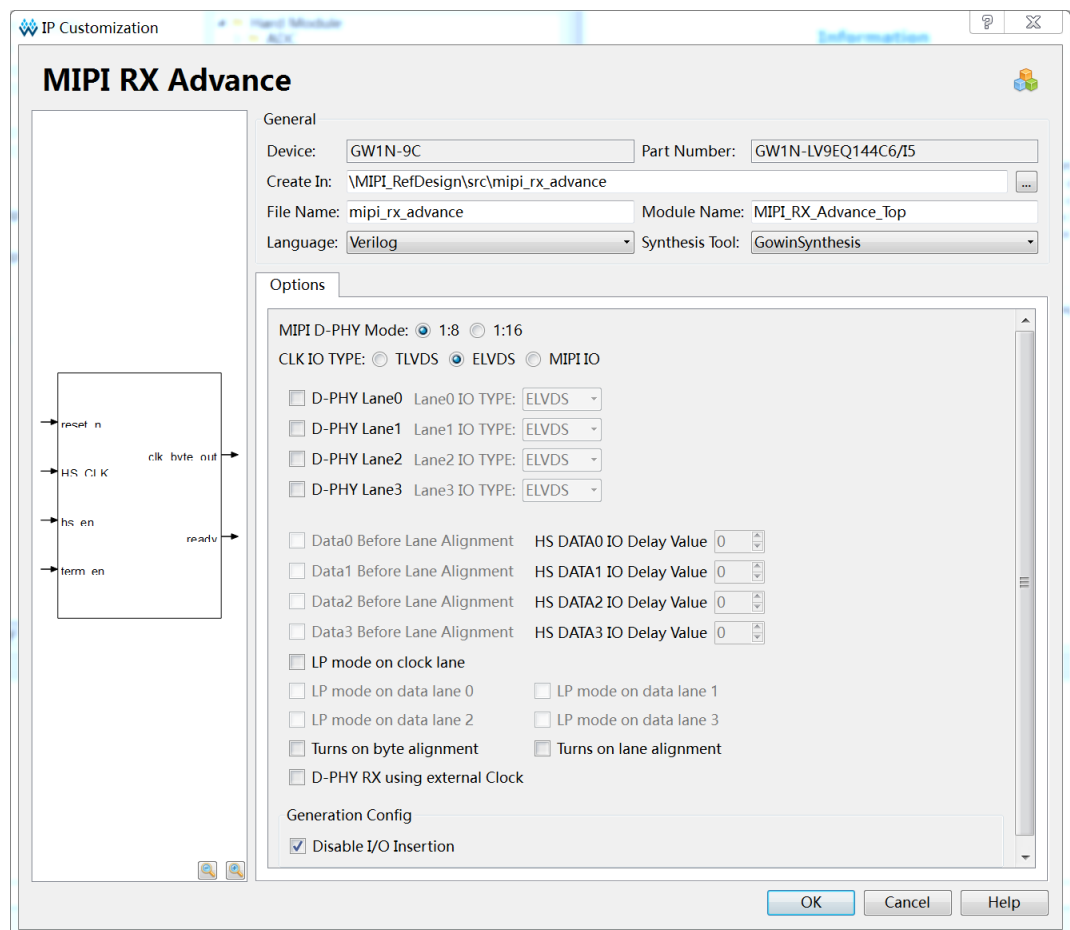 IP Customization
Hard Module
Information
MIPI RX Advance
General
Device: GW1N-9C Part Number: GW1N-LV9EQ144C6/I5
Create In: \MIPI_RefDesign\src\mipi_rx_advance ...
File Name: mipi_rx_advance Module Name: MIPI_RX_Advance_Top
Language: Verilog Synthesis Tool: GowinSynthesis
Options
MIPI D-PHY Mode: 1:8 1:16
CLK IO TYPE: TLVDS ELVDS MIPI IO
D-PHY Lane0 Lane0 IO TYPE: ELVDS
D-PHY Lane1 Lane1 IO TYPE: ELVDS
D-PHY Lane2 Lane2 IO TYPE: ELVDS
D-PHY Lane3 Lane3 IO TYPE: ELVDS
Data0 Before Lane Alignment HS DATA0 IO Delay Value 0
Data1 Before Lane Alignment HS DATA1 IO Delay Value 0
Data2 Before Lane Alignment HS DATA2 IO Delay Value 0
Data3 Before Lane Alignment HS DATA3 IO Delay Value 0
LP mode on clock lane
LP mode on data lane 0 LP mode on data lane 1
LP mode on data lane 2 LP mode on data lane 3
Turns on byte alignment Turns on lane alignment
D-PHY RX using external Clock
Generation Config
Disable I/O Insertion
reset_n
clk_byte_out
HS_CLK
hs_en
ready
term_en
OK Cancel Help